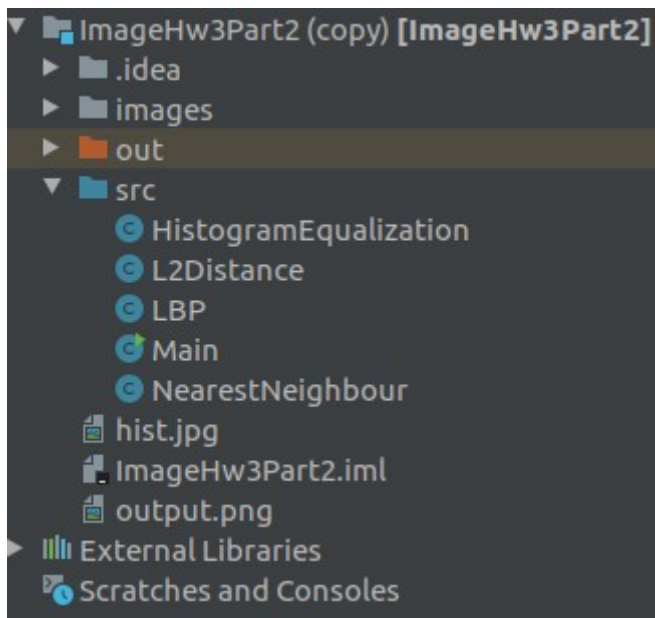 ImageHw3Part2 (copy) [ImageHw3Part2]
.idea
images
out
src
HistogramEqualization
L2Distance
LBP
Main
NearestNeighbour
hist.jpg
ImageHw3Part2.iml
output.png
External Libraries
Scratches and Consoles